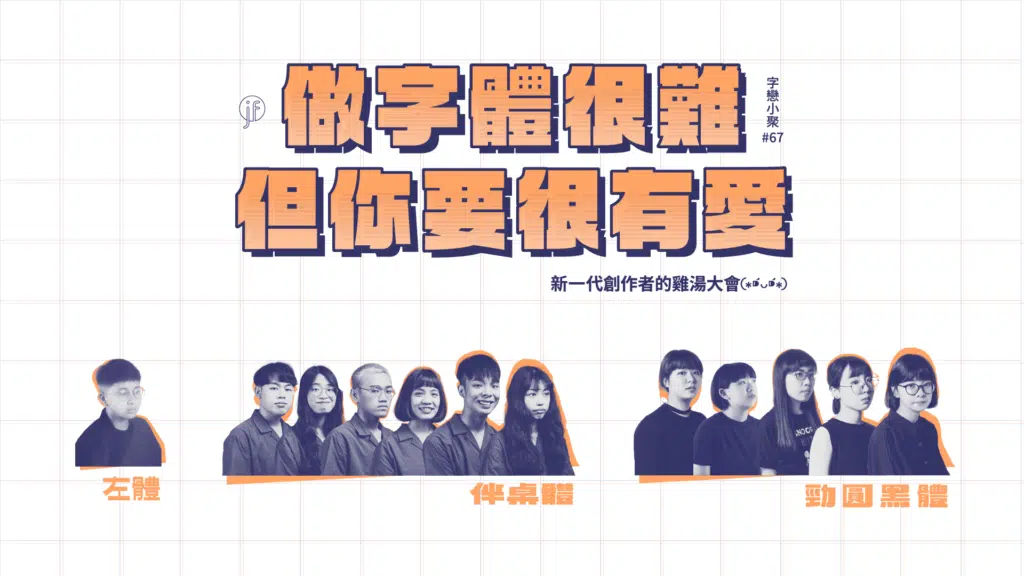 jf
做字體很難
字戀小聚
#67
但你要很有愛
新一代創作者的雞湯大會(⁎⁍̴̛ᴗ⁍̴̛⁎)
左體
伴桌體
勁圓黑體